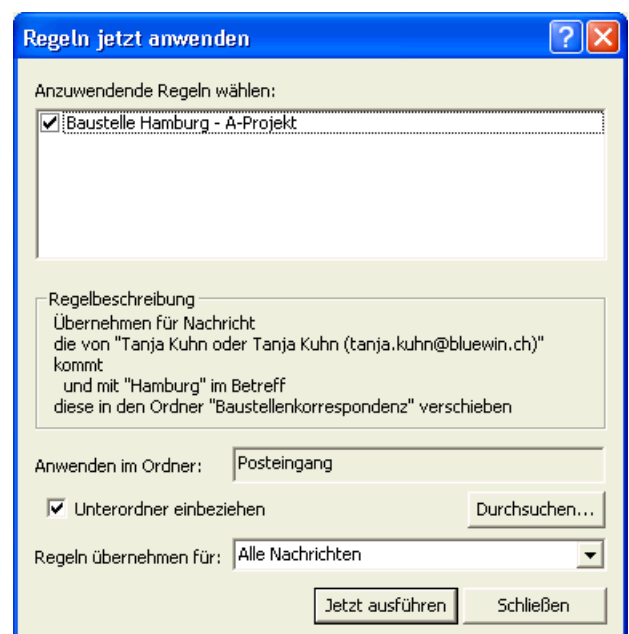 Regeln jetzt anwenden
Anzuwendende Regeln wählen:
Baustelle Hamburg - A-Projekt
Regelbeschreibung
Übernehmen für Nachricht
die von "Tanja Kuhn oder Tanja Kuhn (tanja.kuhn@bluewin.ch)"
kommt
und mit "Hamburg" im Betreff
diese in den Ordner "Baustellenkorrespondenz" verschieben
Anwenden im Ordner: Posteingang
Unterordner einbeziehen Durchsuchen...
Regeln übernehmen für: Alle Nachrichten
Jetzt ausführen Schließen